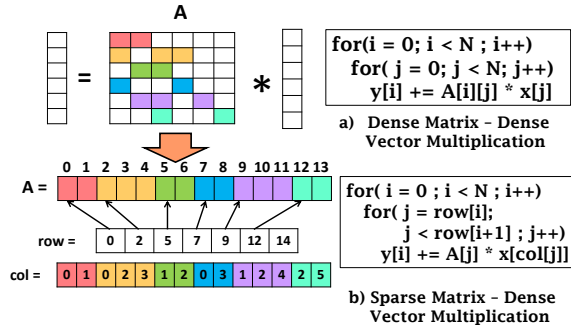 A
=
*
for(i = 0; i < N ; i++)
for( j = 0; j < N; j++)
y[i] += A[i][j] * x[j]
a) Dense Matrix – Dense
Vector Multiplication
0 1 2 3 4 5 6 7 8 9 10 11 12 13
A =
row = 0 2 5 7 9 12 14
col = 0 1 0 2 3 1 2 0 3 1 2 4 2 5
for( i = 0 ; i < N ; i++)
for( j = row[i];
j < row[i+1] ; j++)
y[i] += A[j] * x[col[j]]
b) Sparse Matrix – Dense
Vector Multiplication